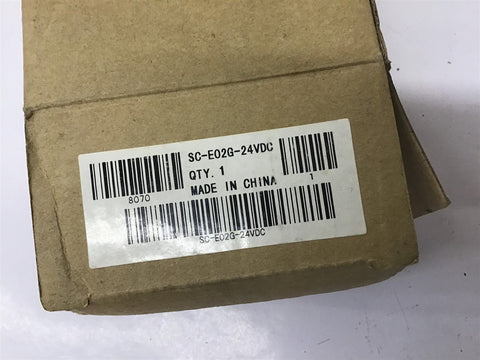 SC-E02G-24VDC
QTY. 1
MADE IN CHINA
8070
1
SC-E02G-24VDC